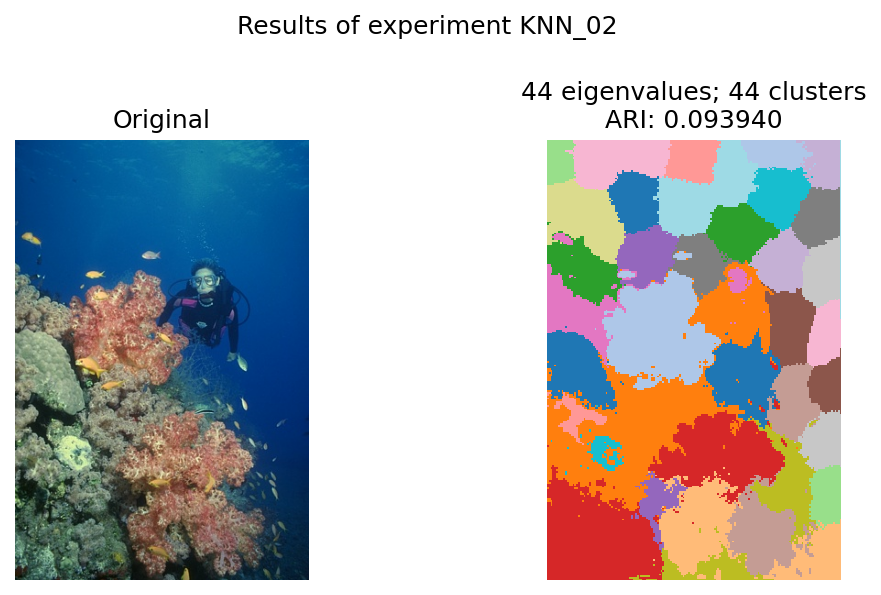 Results of experiment KNN_02
Original
44 eigenvalues; 44 clusters
ARI: 0.093940